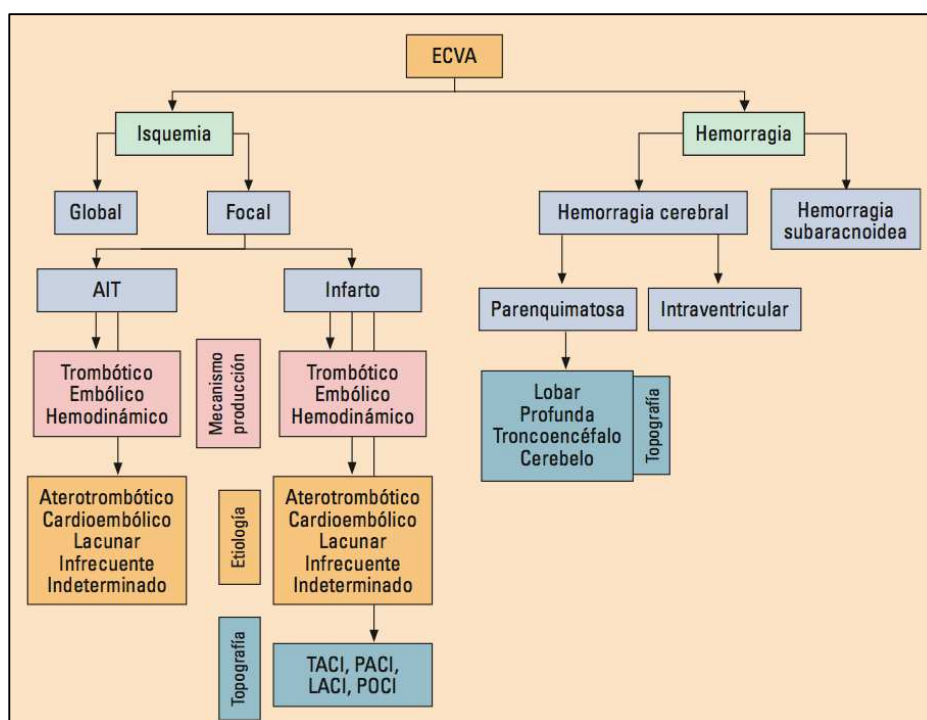 ECVA
Isquemia
Hemorragia
Global
Focal
Hemorragia cerebral
Hemorragia
subaracnoidea
AIT
Infarto
Parenquimatosa
Intraventricular
Trombótico
Embólico
Hemodinámico
Mecanismo
producción
Trombótico
Embólico
Hemodinámico
Lobar
Profunda
Troncoencéfalo
Cerebelo
Topografía
Aterotrombótico
Cardioembólico
Lacunar
Infrecuente
Indeterminado
Etiología
Aterotrombótico
Cardioembólico
Lacunar
Infrecuente
Indeterminado
Topografía
TACI, PACI,
LACI, POCI